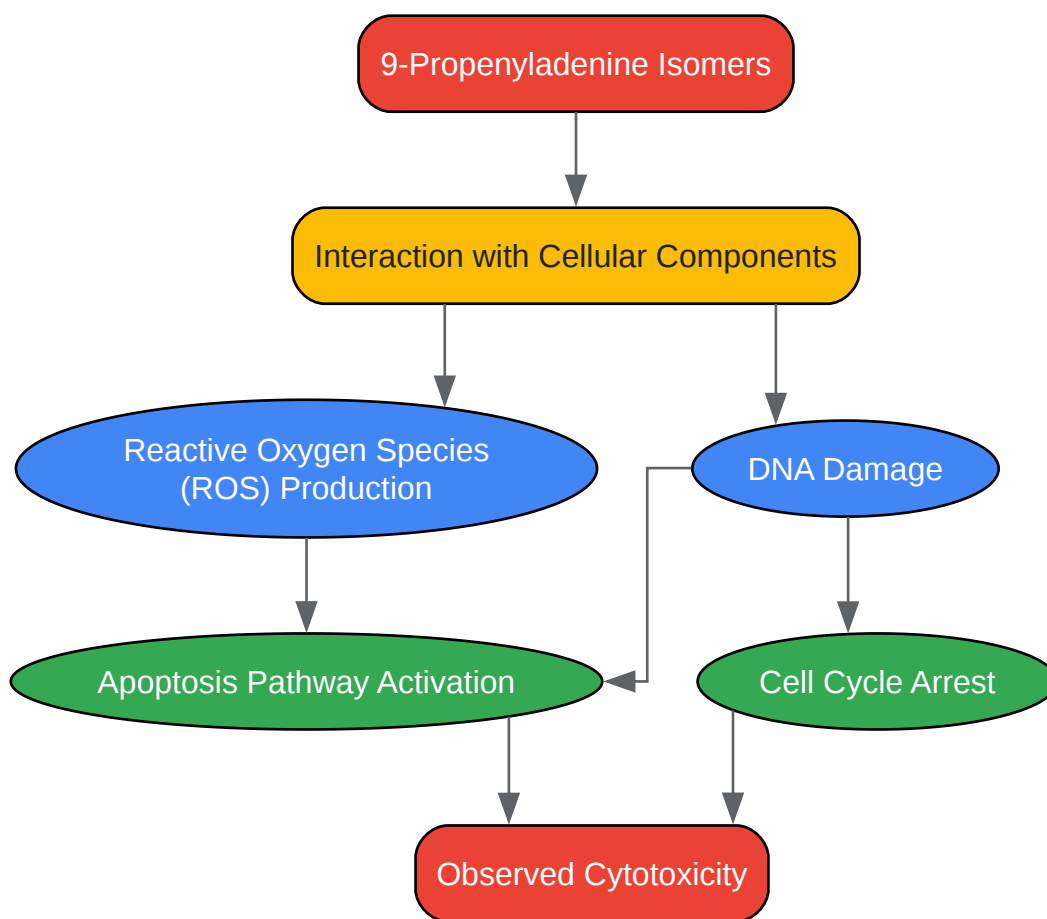 9-Propenyladenine Isomers
Interaction with Cellular Components
Reactive Oxygen Species
(ROS) Production
DNA Damage
Apoptosis Pathway Activation
Cell Cycle Arrest
Observed Cytotoxicity